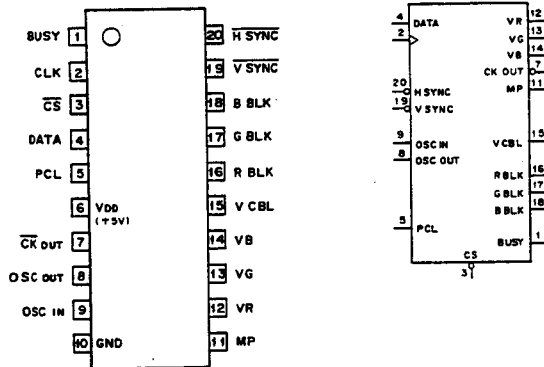 BUSY 1
CLK 2
CS 3
DATA 4
PCL 5
6 VDD
(+5V)
CK OUT 7
OSC OUT 8
OSC IN 9
10 GND
20 H SYNC
19 V SYNC
18 B BLK
17 G BLK
16 R BLK
15 V CBL
14 VB
13 VG
12 VR
11 MP
4 DATA
2
20 H SYNC
19 V SYNC
9 OSC IN
8 OSC OUT
5 PCL
CS
3
VR 12
VG 13
VB 14
CK OUT 7
MP 11
V CBL 15
R BLK 16
G BLK 17
B BLK 18
BUSY 1